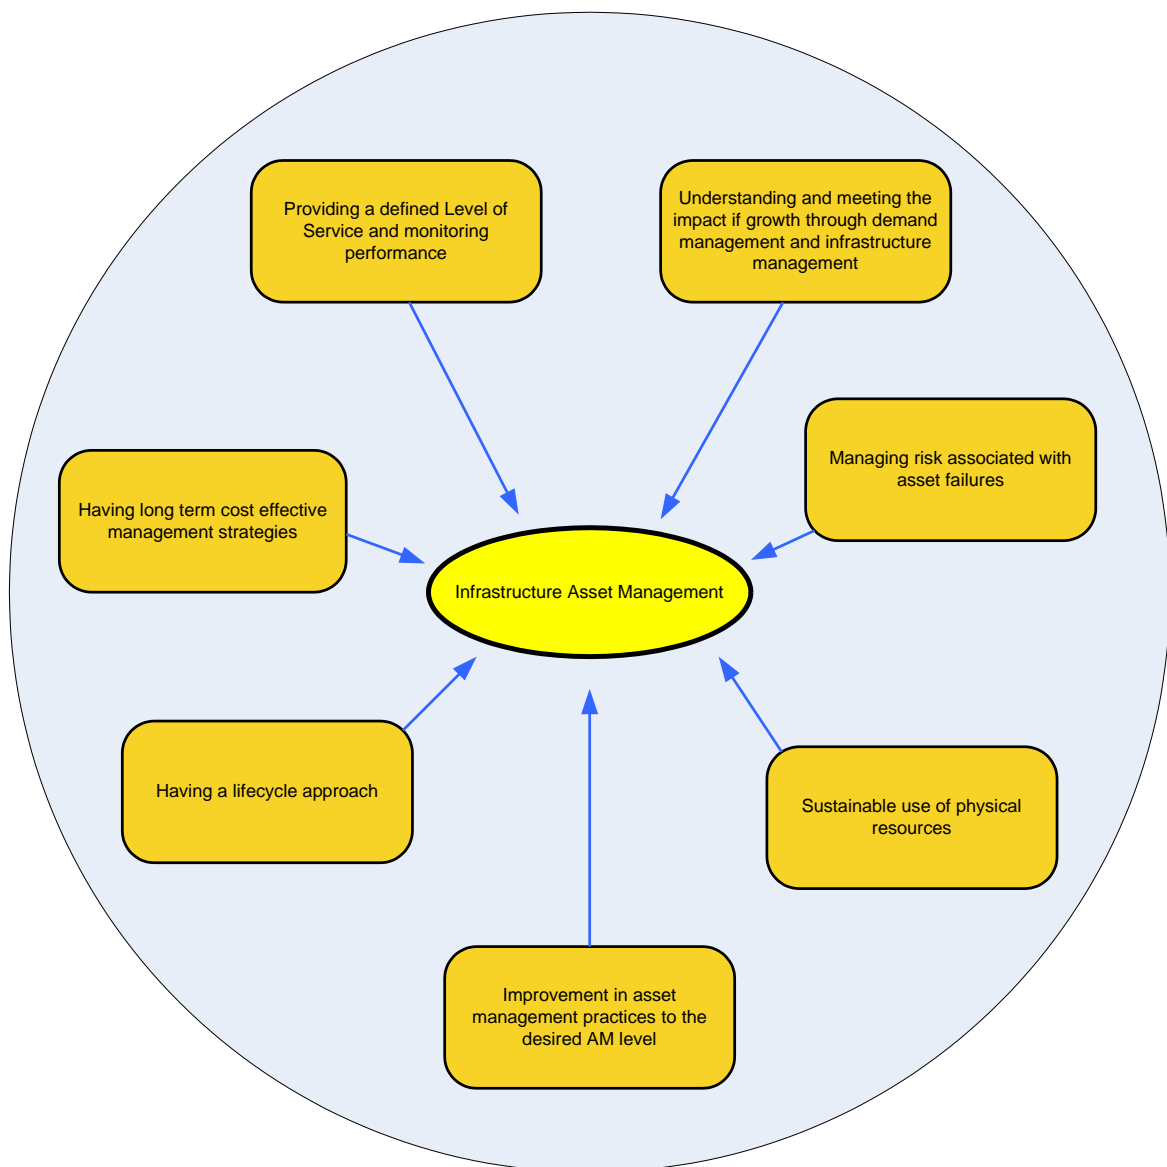 Providing a defined Level of
Service and monitoring
performance
Understanding and meeting the
impact if growth through demand
management and infrastructure
management
Managing risk associated with
asset failures
Having long term cost effective
management strategies
Infrastructure Asset Management
Having a lifecycle approach
Sustainable use of physical
resources
Improvement in asset
management practices to the
desired AM level